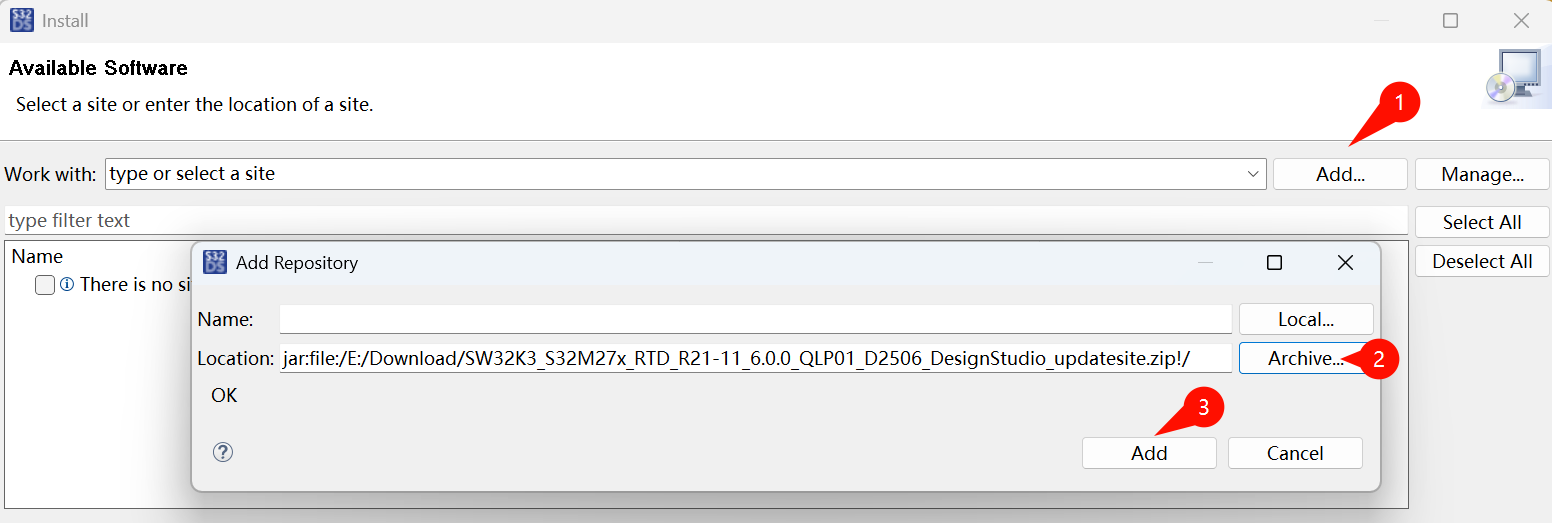 S32 DS Install
Available Software
Select a site or enter the location of a site.
1
Work with: type or select a site Add... Manage...
type filter text Select All
Name Deselect All
There is no si
S32 DS Add Repository
Name: Local...
Location: jar:file:/E:/Download/SW32K3_S32M27x_RTD_R21-11_6.0.0_QLP01_D2506_DesignStudio_updatesite.zip!/ Archive... 2
OK
3
? Add Cancel